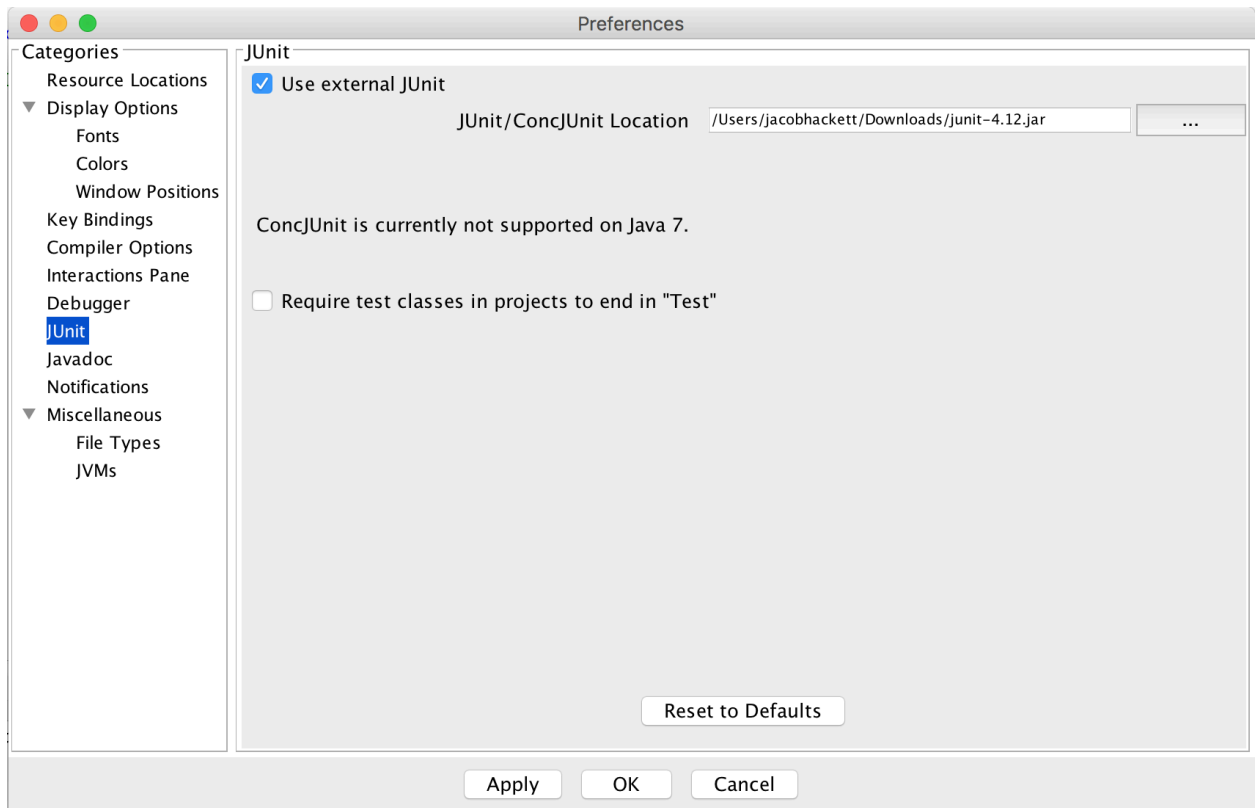 Preferences
Categories
Resource Locations
Display Options
Fonts
Colors
Window Positions
Key Bindings
Compiler Options
Interactions Pane
Debugger
JUnit
Javadoc
Notifications
Miscellaneous
File Types
JVMs
JUnit
Use external JUnit
JUnit/ConcJUnit Location /Users/jacobhackett/Downloads/junit-4.12.jar ...
ConcJUnit is currently not supported on Java 7.
Require test classes in projects to end in "Test"
Reset to Defaults
Apply OK Cancel